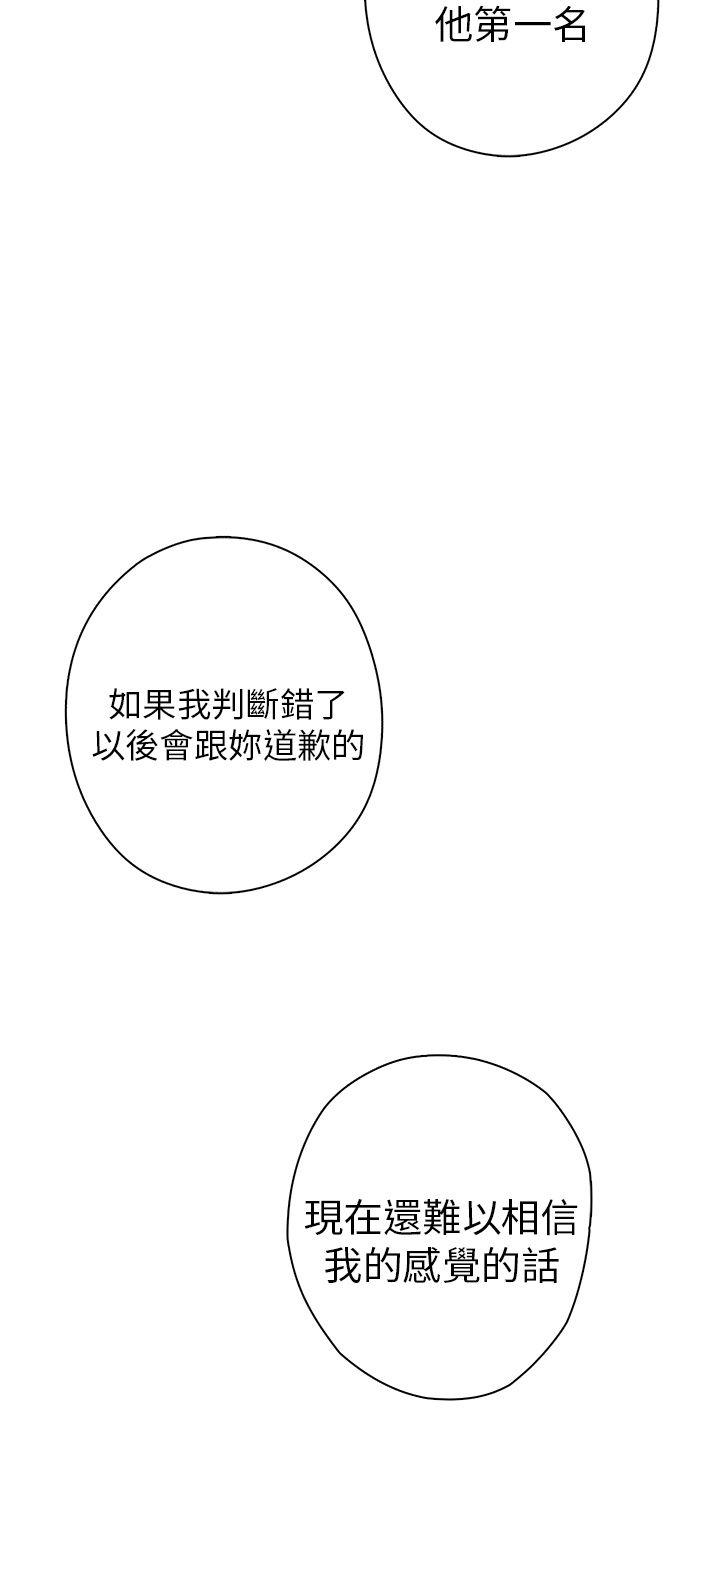 他第一名
如果我判斷錯了
以後會跟妳道歉的
現在還難以相信
我的感覺的話